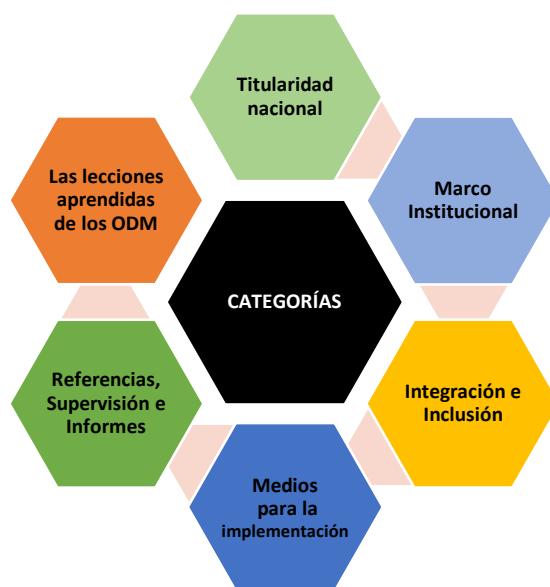 Titularidad
nacional
Marco
Institucional
Integración e
Inclusión
Medios
para la
implementación
Referencias,
Supervisión e
Informes
Las lecciones
aprendidas
de los ODM
CATEGORÍAS